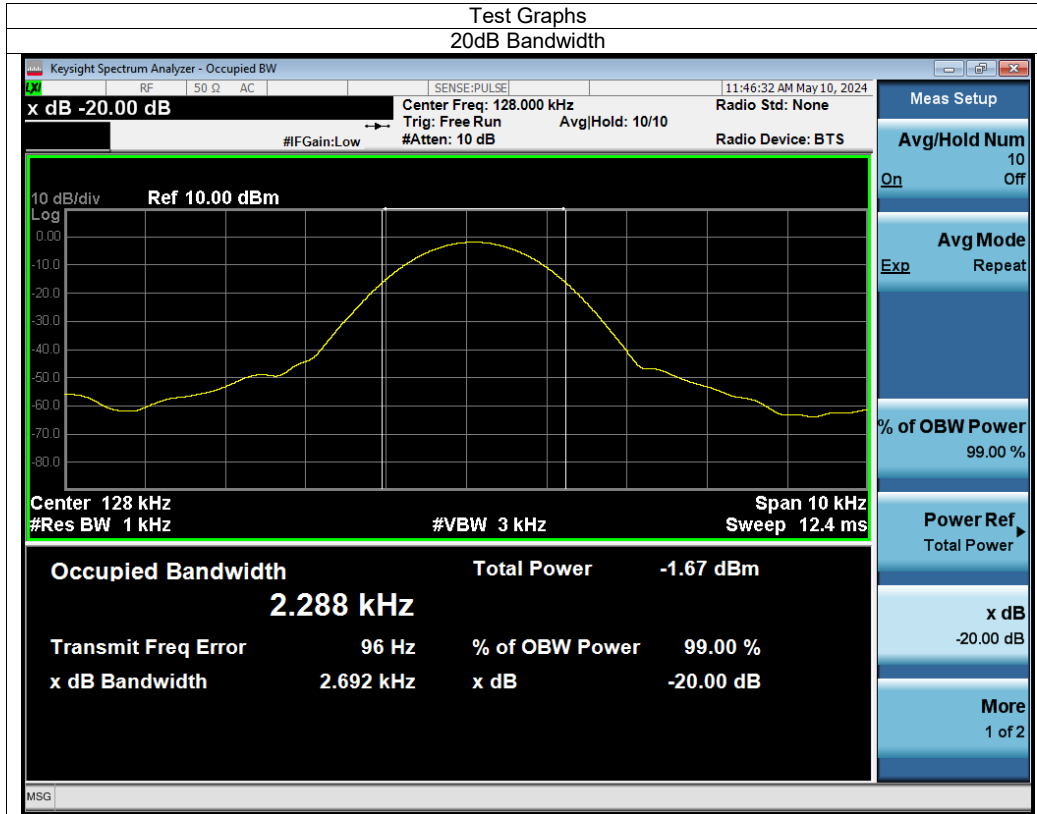 Test Graphs
20dB Bandwidth
Keysight Spectrum Analyzer - Occupied BW
LXI RF 50 Ω AC SENSE:PULSE 11:46:32 AM May 10, 2024
x dB -20.00 dB
Center Freq: 128.000 kHz Radio Std: None
Trig: Free Run Avg|Hold: 10/10
#IFGain:Low #Atten: 10 dB Radio Device: BTS
10 dB/div Ref 10.00 dBm
Log
0.00
-10.0
-20.0
-30.0
-40.0
-50.0
-60.0
-70.0
-80.0
Center 128 kHz Span 10 kHz
#Res BW 1 kHz #VBW 3 kHz Sweep 12.4 ms
Occupied Bandwidth Total Power -1.67 dBm
2.288 kHz
Transmit Freq Error 96 Hz % of OBW Power 99.00 %
x dB Bandwidth 2.692 kHz x dB -20.00 dB
Meas Setup
Avg/Hold Num
10
On Off
Avg Mode
Exp Repeat
% of OBW Power
99.00 %
Power Ref
Total Power
x dB
-20.00 dB
More
1 of 2
MSG